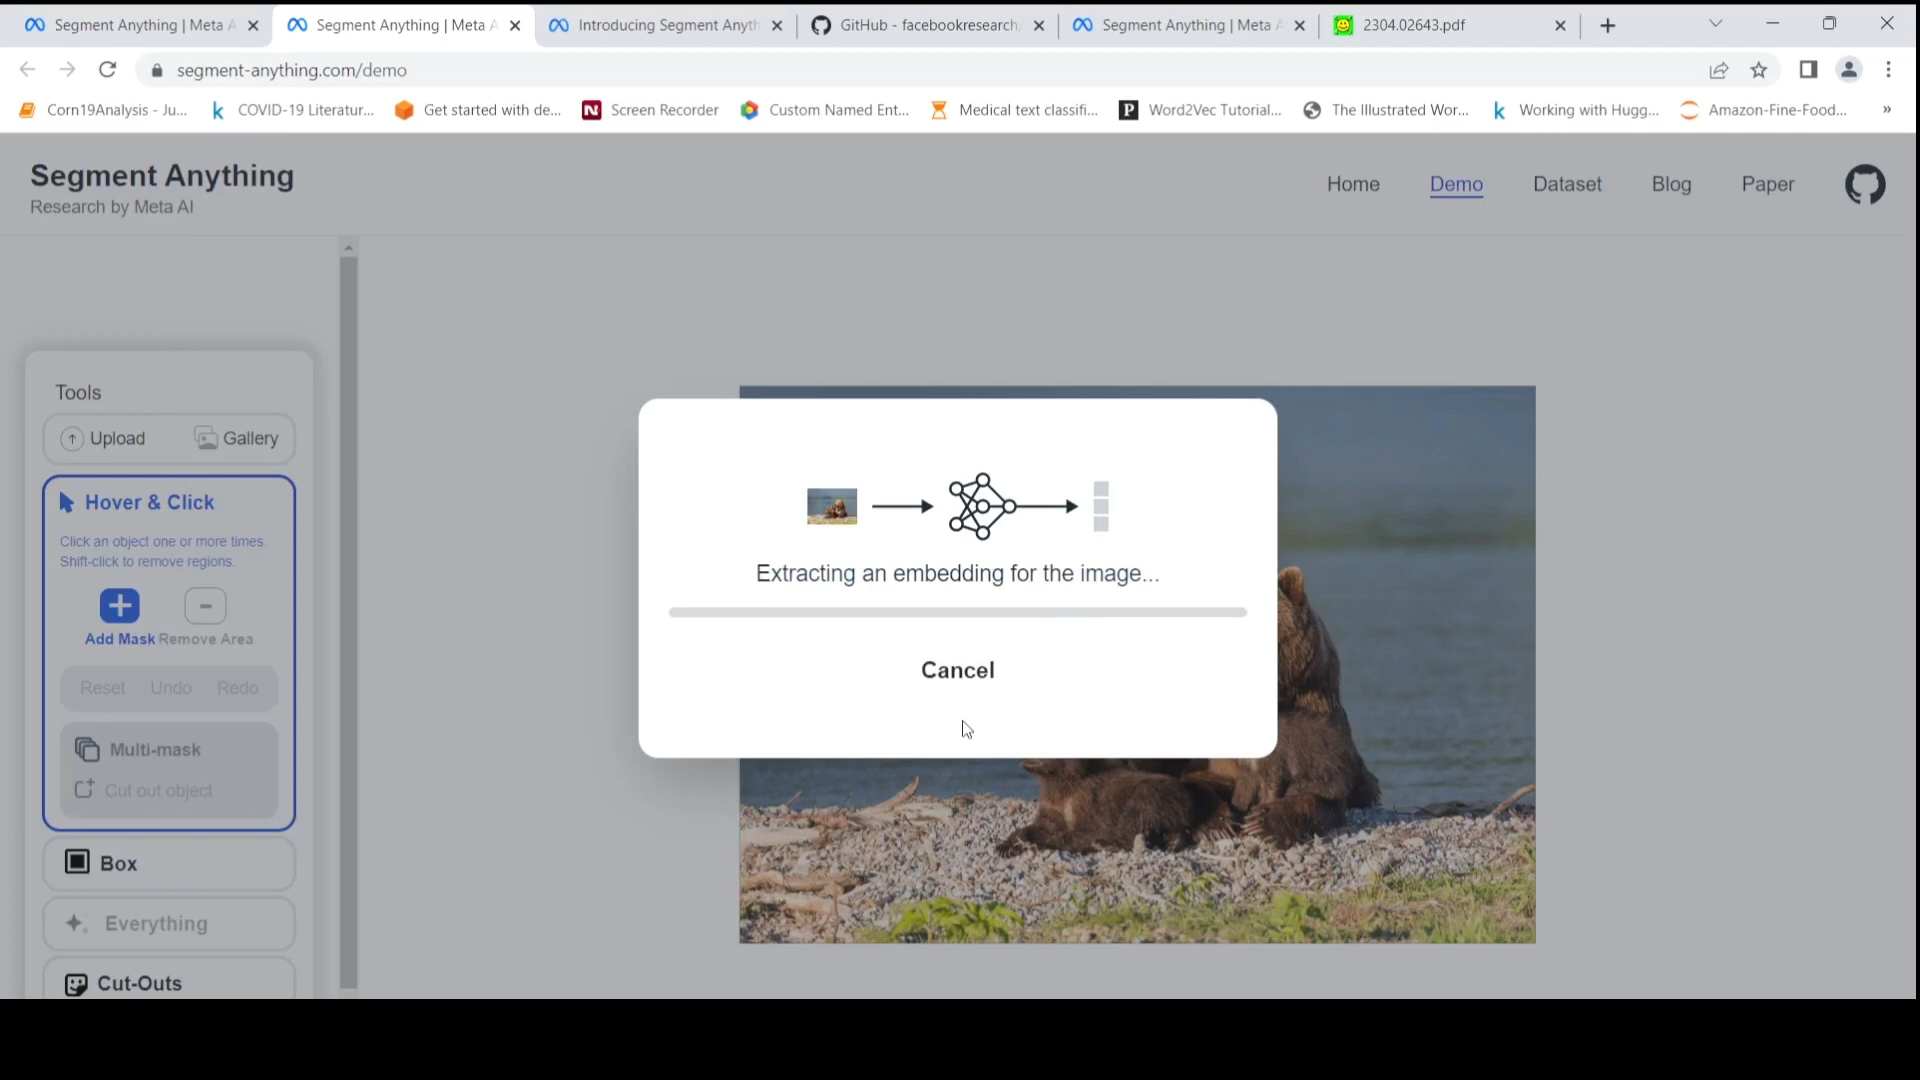 Segment Anything | Meta A
Segment Anything | Meta A
Introducing Segment Anyth
GitHub - facebookresearch
Segment Anything | Meta A
2304.02643.pdf
segment-anything.com/demo
Corn19Analysis - Ju...
COVID-19 Literatur...
Get started with de...
Screen Recorder
Custom Named Ent...
Medical text classifi...
Word2Vec Tutorial...
The Illustrated Wor...
Working with Hugg...
Amazon-Fine-Food...
»
Segment Anything
Research by Meta AI
Home
Demo
Dataset
Blog
Paper
Tools
Upload
Gallery
Hover & Click
Click an object one or more times.
Shift-click to remove regions.
Add Mask
Remove Area
Reset
Undo
Redo
Multi-mask
Cut out object
Box
Everything
Cut-Outs
Extracting an embedding for the image...
Cancel